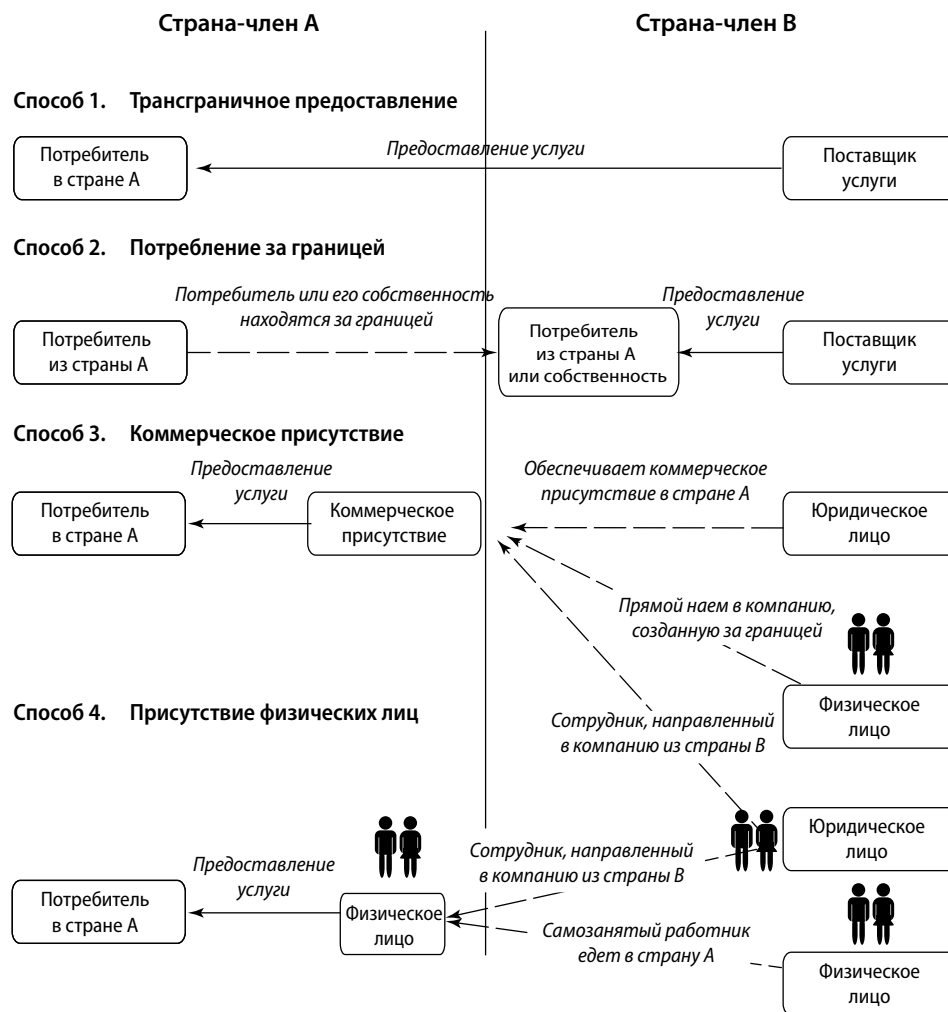 Страна-член А
Страна-член В
Способ 1. Трансграничное предоставление
Потребитель
в стране А
Предоставление услуги
Поставщик
услуги
Способ 2. Потребление за границей
Потребитель или его собственность
находятся за границей
Предоставление
услуги
Потребитель
из страны А
Потребитель
из страны А
или собственность
Поставщик
услуги
Способ 3. Коммерческое присутствие
Предоставление
услуги
Обеспечивает коммерческое
присутствие в стране А
Потребитель
в стране А
Коммерческое
присутствие
Юридическое
лицо
Прямой наем в компанию,
созданную за границей
Физическое
лицо
Способ 4. Присутствие физических лиц
Сотрудник, направленный
в компанию из страны В
Юридическое
лицо
Предоставление
услуги
Сотрудник, направленный
в компанию из страны В
Потребитель
в стране А
Физическое
лицо
Самозанятый работник
едет в страну А
Физическое
лицо